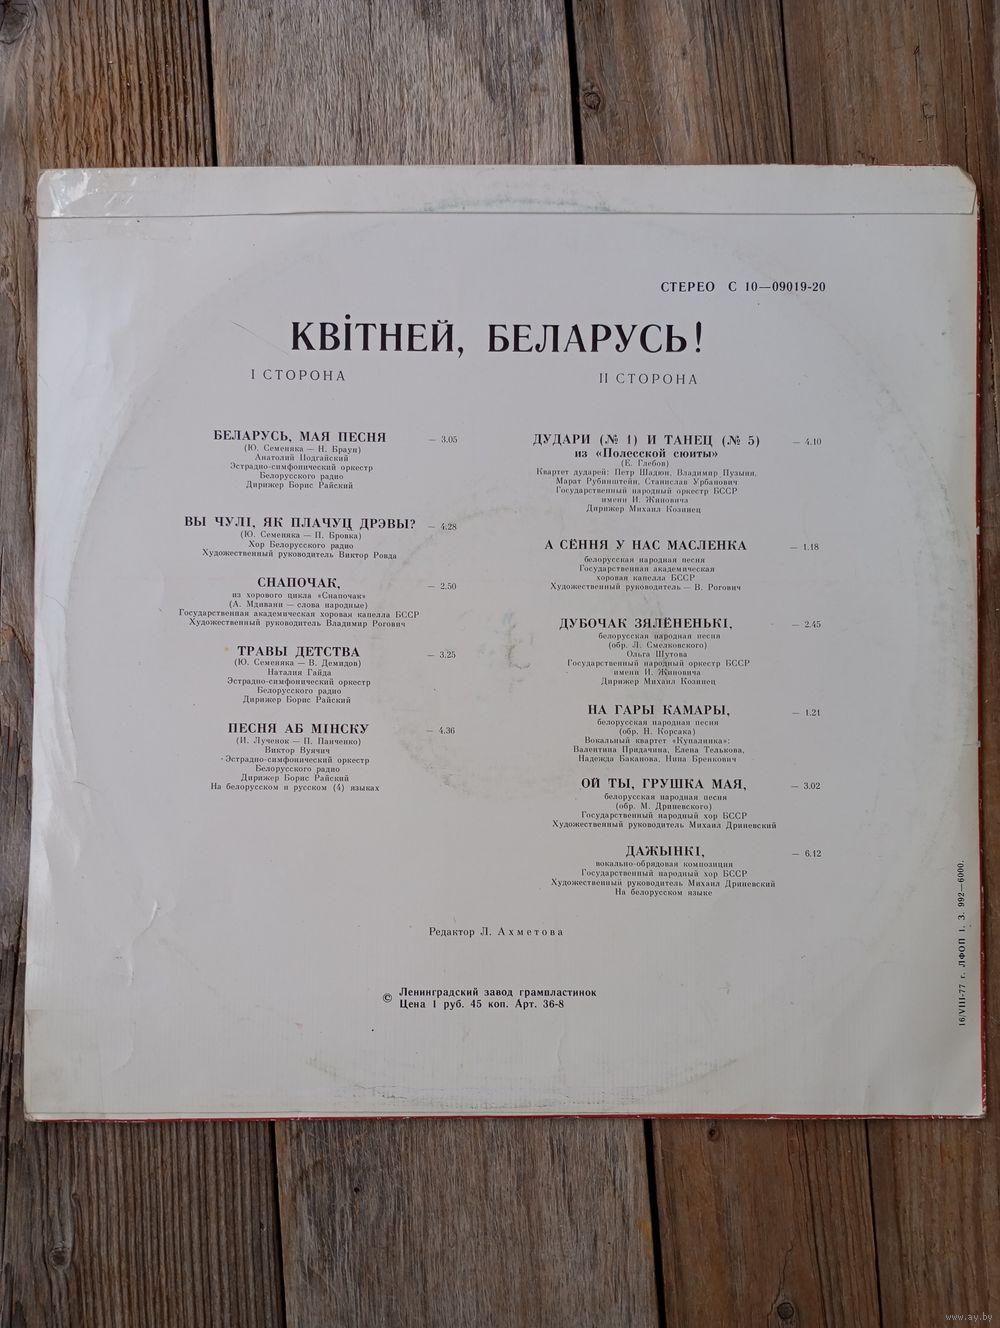 СТЕРЕО С 10—09019-20
КВіТНЕЙ, БЕЛАРУСЬ!
I СТОРОНА
БЕЛАРУСЬ, МАЯ ПЕСНЯ — 3.05
(Ю. Семеняка — Н. Браун)
Анатолий Подгайский
Эстрадно-симфонический оркестр
Белорусского радио
Дирижер Борис Райский
ВЫ ЧУЛІ, ЯК ПЛАЧУЦ ДРЭВЫ? — 4.28
(Ю. Семеняка — П. Бровка)
Хор Белорусского радио
Художественный руководитель Виктор Ровда
СНАПОЧАК, — 2.50
из хорового цикла «Снапочак»
(А. Мдивани — слова народные)
Государственная академическая хоровая капелла БССР
Художественный руководитель Владимир Рогович
ТРАВЫ ДЕТСТВА — 3.25
(Ю. Семеняка — В. Демидов)
Наталия Гайда
Эстрадно-симфонический оркестр
Белорусского радио
Дирижер Борис Райский
ПЕСНЯ АБ МІНСКУ — 4.36
(И. Лученок — П. Панченко)
Виктор Вуячич
Эстрадно-симфонический оркестр
Белорусского радио
Дирижер Борис Райский
На белорусском и русском (4) языках
II СТОРОНА
ДУДАРИ (№ 1) И ТАНЕЦ (№ 5) — 4.10
из «Полесской сюиты»
(Е. Глебов)
Квартет дударей: Петр Шадюн, Владимир Пузыня,
Марат Рубинштейн, Станислав Урбанович
Государственный народный оркестр БССР
имени И. Жиновича
Дирижер Михаил Козинец
А СЁННЯ У НАС МАСЛЕНКА — 1.18
белорусская народная песня
Государственная академическая
хоровая капелла БССР
Художественный руководитель — В. Рогович
ДУБОЧАК ЗЯЛЁНЕНЬКІ, — 2.45
белорусская народная песня
(обр. Л. Смелковского)
Ольга Шутова
Государственный народный оркестр БССР
имени И. Жиновича
Дирижер Михаил Козинец
НА ГАРЫ КАМАРЫ, — 1.21
белорусская народная песня
(обр. Н. Корсака)
Вокальный квартет «Купалинка»:
Валентина Придачина, Елена Телькова,
Надежда Баканова, Нина Бренкович
ОЙ ТЫ, ГРУШКА МАЯ, — 3.02
белорусская народная песня
(обр. М. Дриневского)
Государственный народный хор БССР
Художественный руководитель Михаил Дриневский
ДАЖЫНКІ, — 6.12
вокально-обрядовая композиция
Государственный народный хор БССР
Художественный руководитель Михаил Дриневский
На белорусском языке
Редактор Л. Ахметова
© Ленинградский завод грампластинок
Цена 1 руб. 45 коп. Арт. 36-8
16/VIII-77 г. ЛФОП 1. З. 992—6000.
www.ay.by